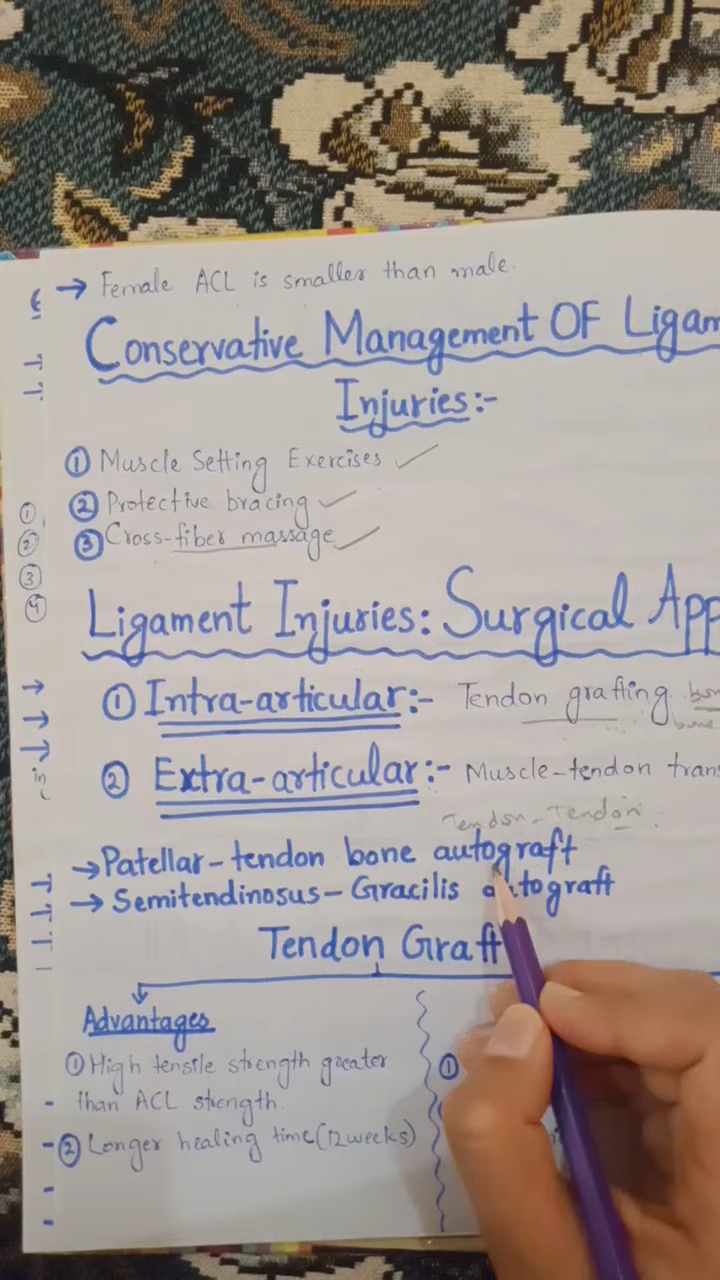 → Female ACL is smaller than male.
Conservative Management OF
Injuries:-
① Muscle Setting Exercises ✓
② Protective bracing ✓
③ Cross-fiber massage ✓
Ligament Injuries: Surgical App
① Intra-articular:- Tendon grafting
bone
② Extra-articular:- Muscle-tendon tran
Tendon-Tendon
→ Patellar-tendon bone autograft
→ Semitendinosus-Gracilis autograft
Tendon Graft
Advantages
① High tensile strength greater ①
than ACL strength.
② Longer healing time (12 weeks)